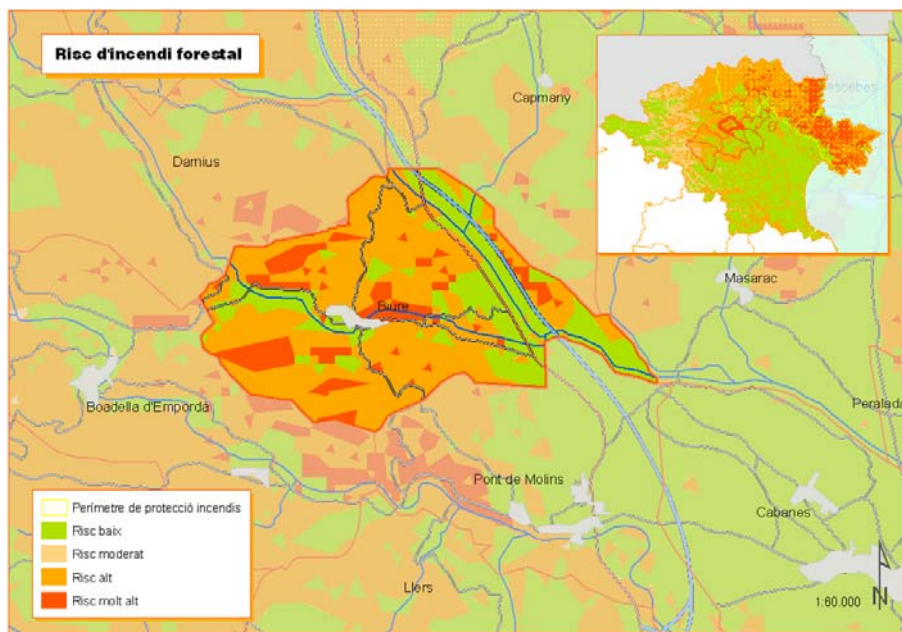 Risc d'incendi forestal
Capmany
Darnius
Masarac
Biure
Boadella d'Empordà
Peralada
Pont de Molins
Cabanes
Llers
Perímetre de protecció incendis
Risc baix
Risc moderat
Risc alt
Risc molt alt
1:60.000
N